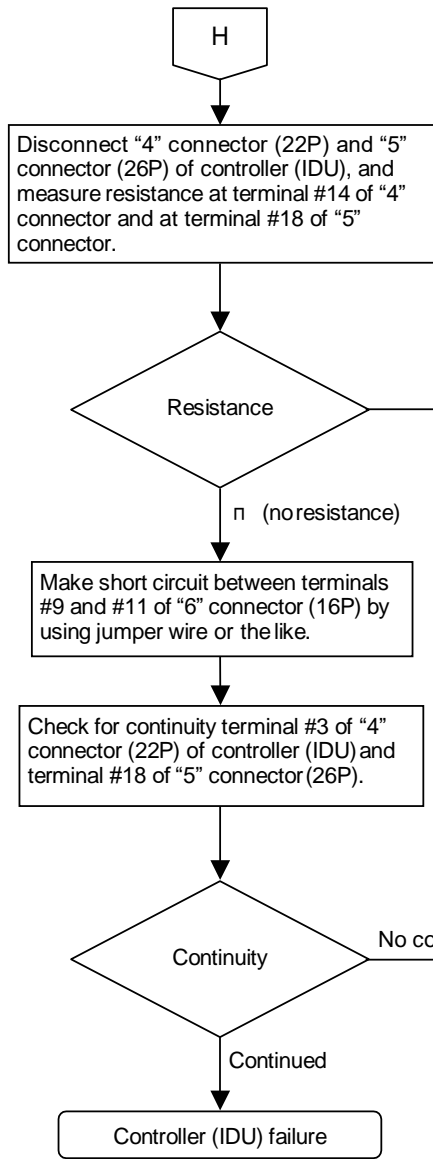 H
Disconnect “4” connector (22P) and “5”
connector (26P) of controller (IDU), and
measure resistance at terminal #14 of “4”
connector and at terminal #18 of “5”
connector.
Resistance
п (no resistance)
Make short circuit between terminals
#9 and #11 of “6” connector (16P) by
using jumper wire or the like.
Check for continuity terminal #3 of “4”
connector (22P) of controller (IDU) and
terminal #18 of “5” connector (26P).
Continuity
No co
Continued
Controller (IDU) failure